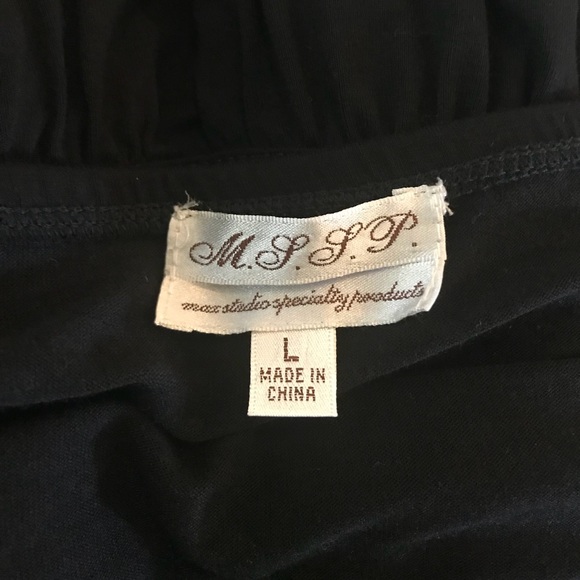 M.S.S.P.
max studio specialty products
L
MADE IN
CHINA